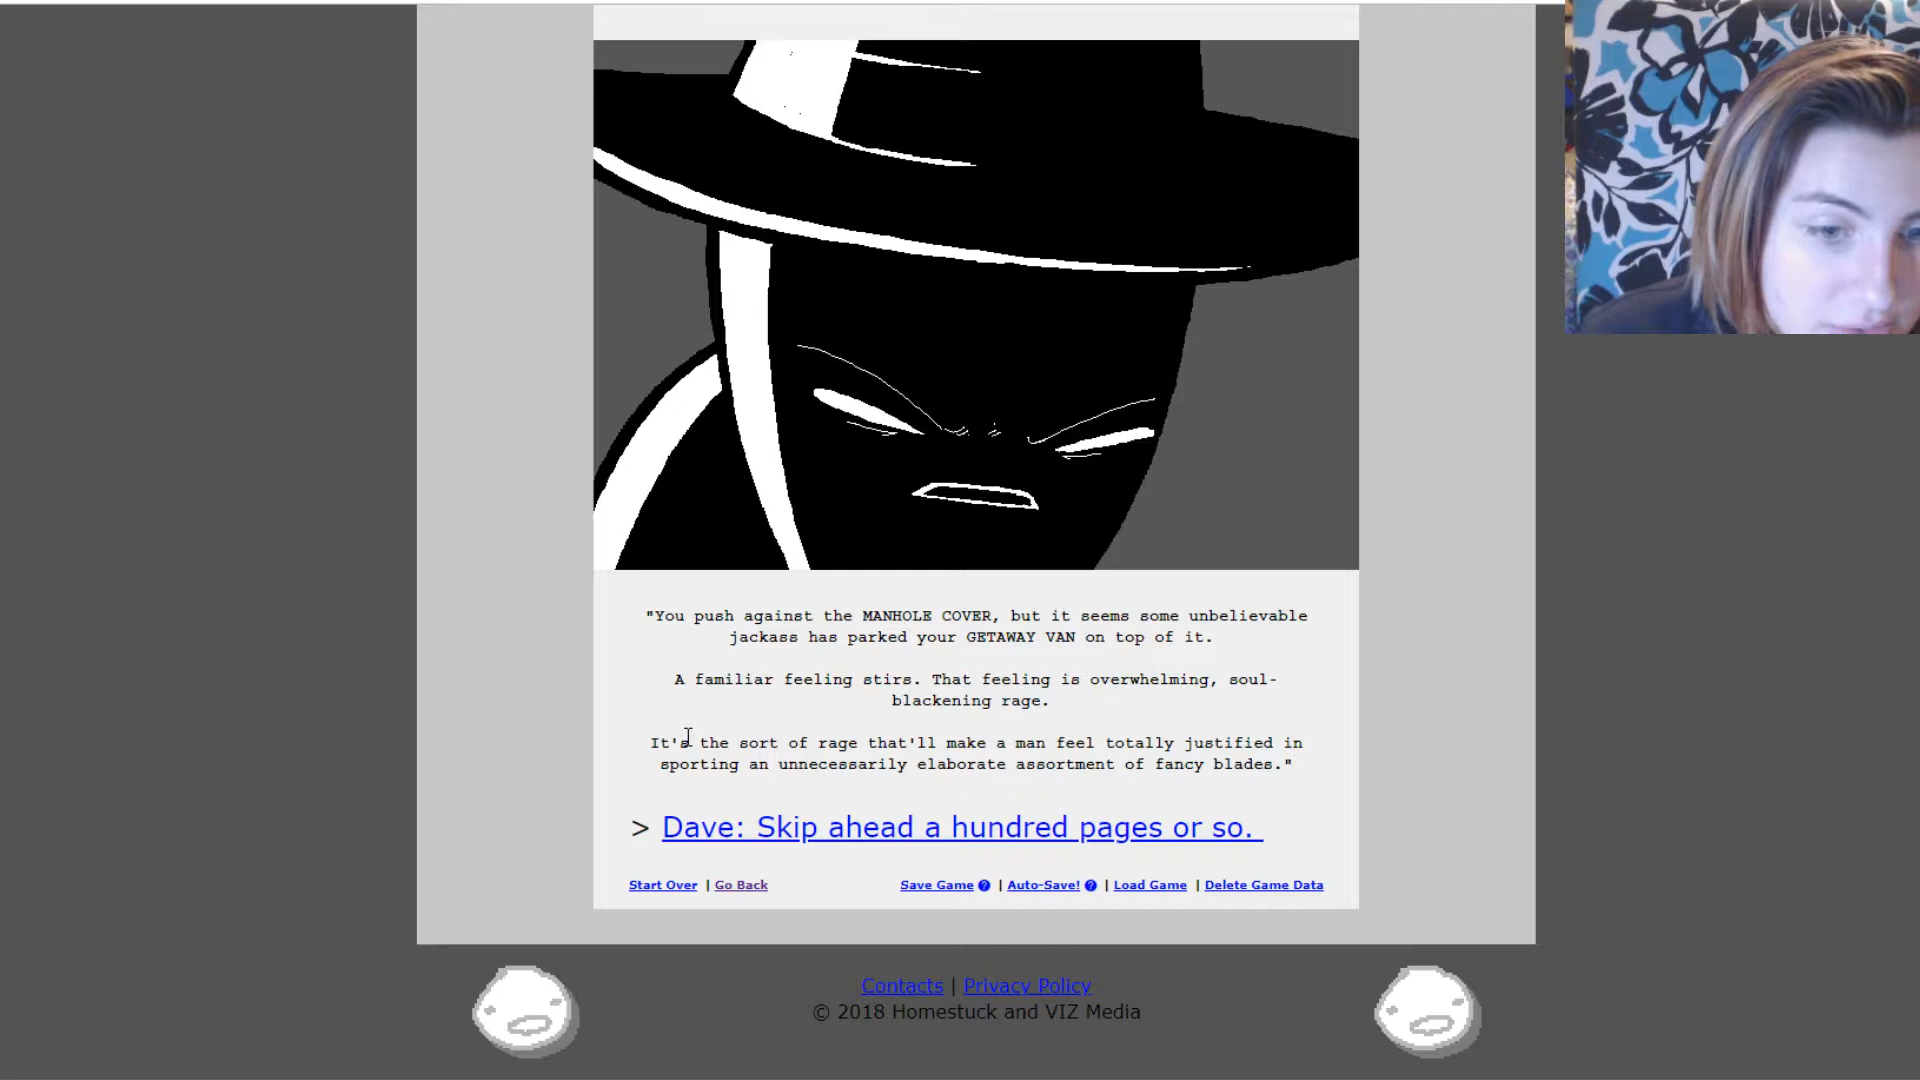 "You push against the MANHOLE COVER, but it seems some unbelievable
jackass has parked your GETAWAY VAN on top of it.
A familiar feeling stirs. That feeling is overwhelming, soul-
blackening rage.
It's the sort of rage that'll make a man feel totally justified in
sporting an unnecessarily elaborate assortment of fancy blades."
> Dave: Skip ahead a hundred pages or so.
Start Over | Go Back Save Game ? | Auto-Save! ? | Load Game | Delete Game Data
Contacts | Privacy Policy
© 2018 Homestuck and VIZ Media